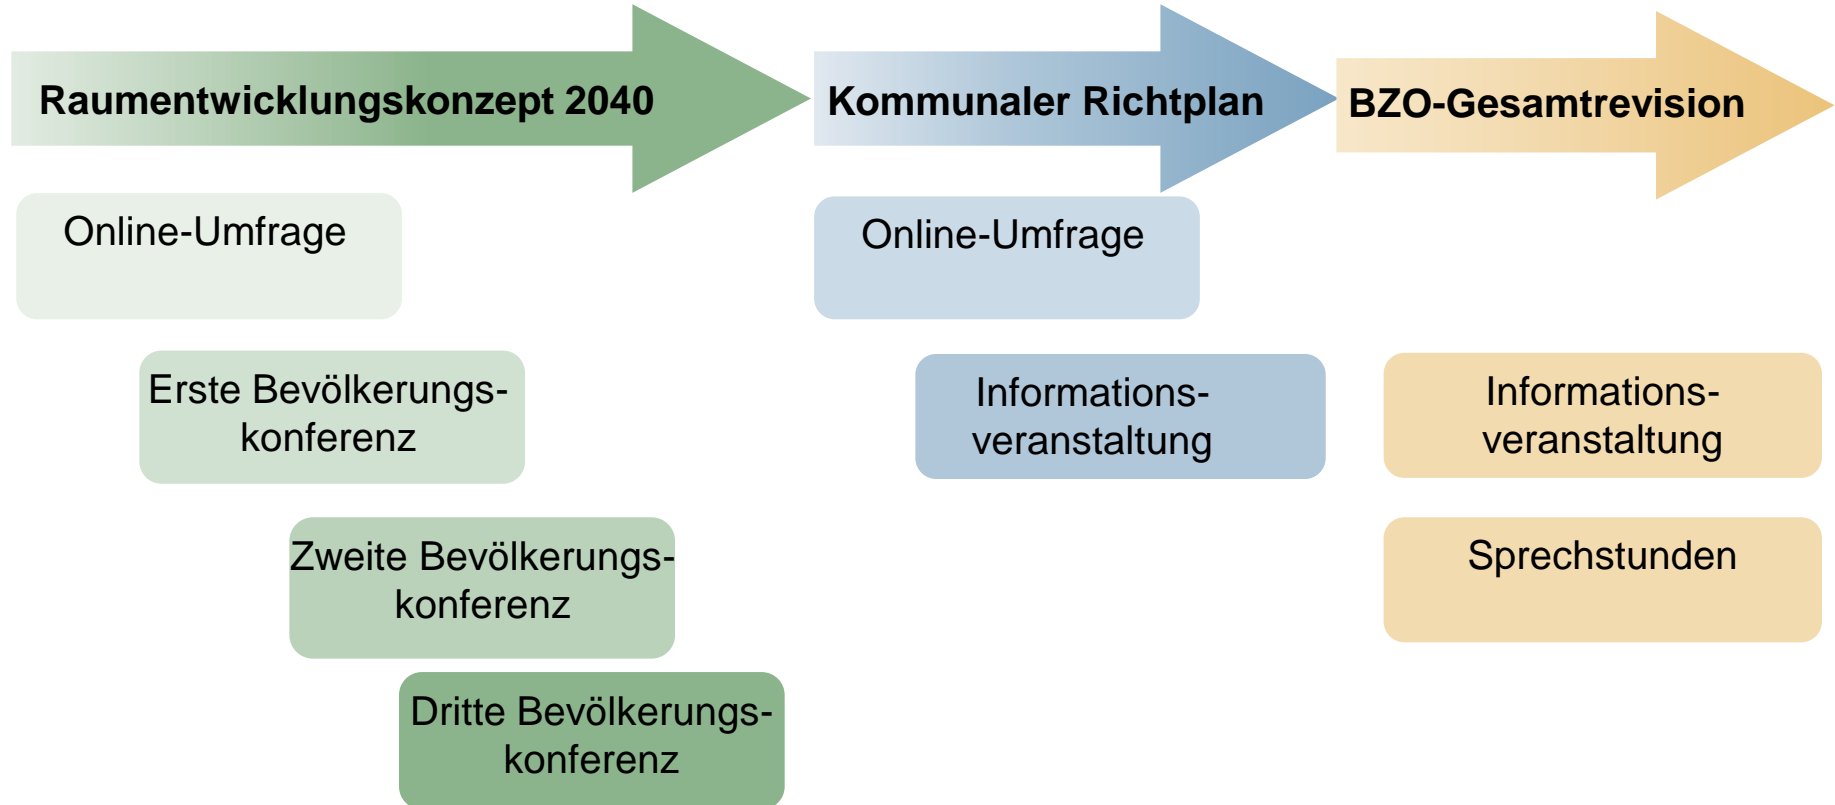 Raumentwicklungskonzept 2040
Kommunaler Richtplan
BZO-Gesamtrevision
Online-Umfrage
Online-Umfrage
Erste Bevölkerungs-
konferenz
Informations-
veranstaltung
Informations-
veranstaltung
Zweite Bevölkerungs-
konferenz
Sprechstunden
Dritte Bevölkerungs-
konferenz